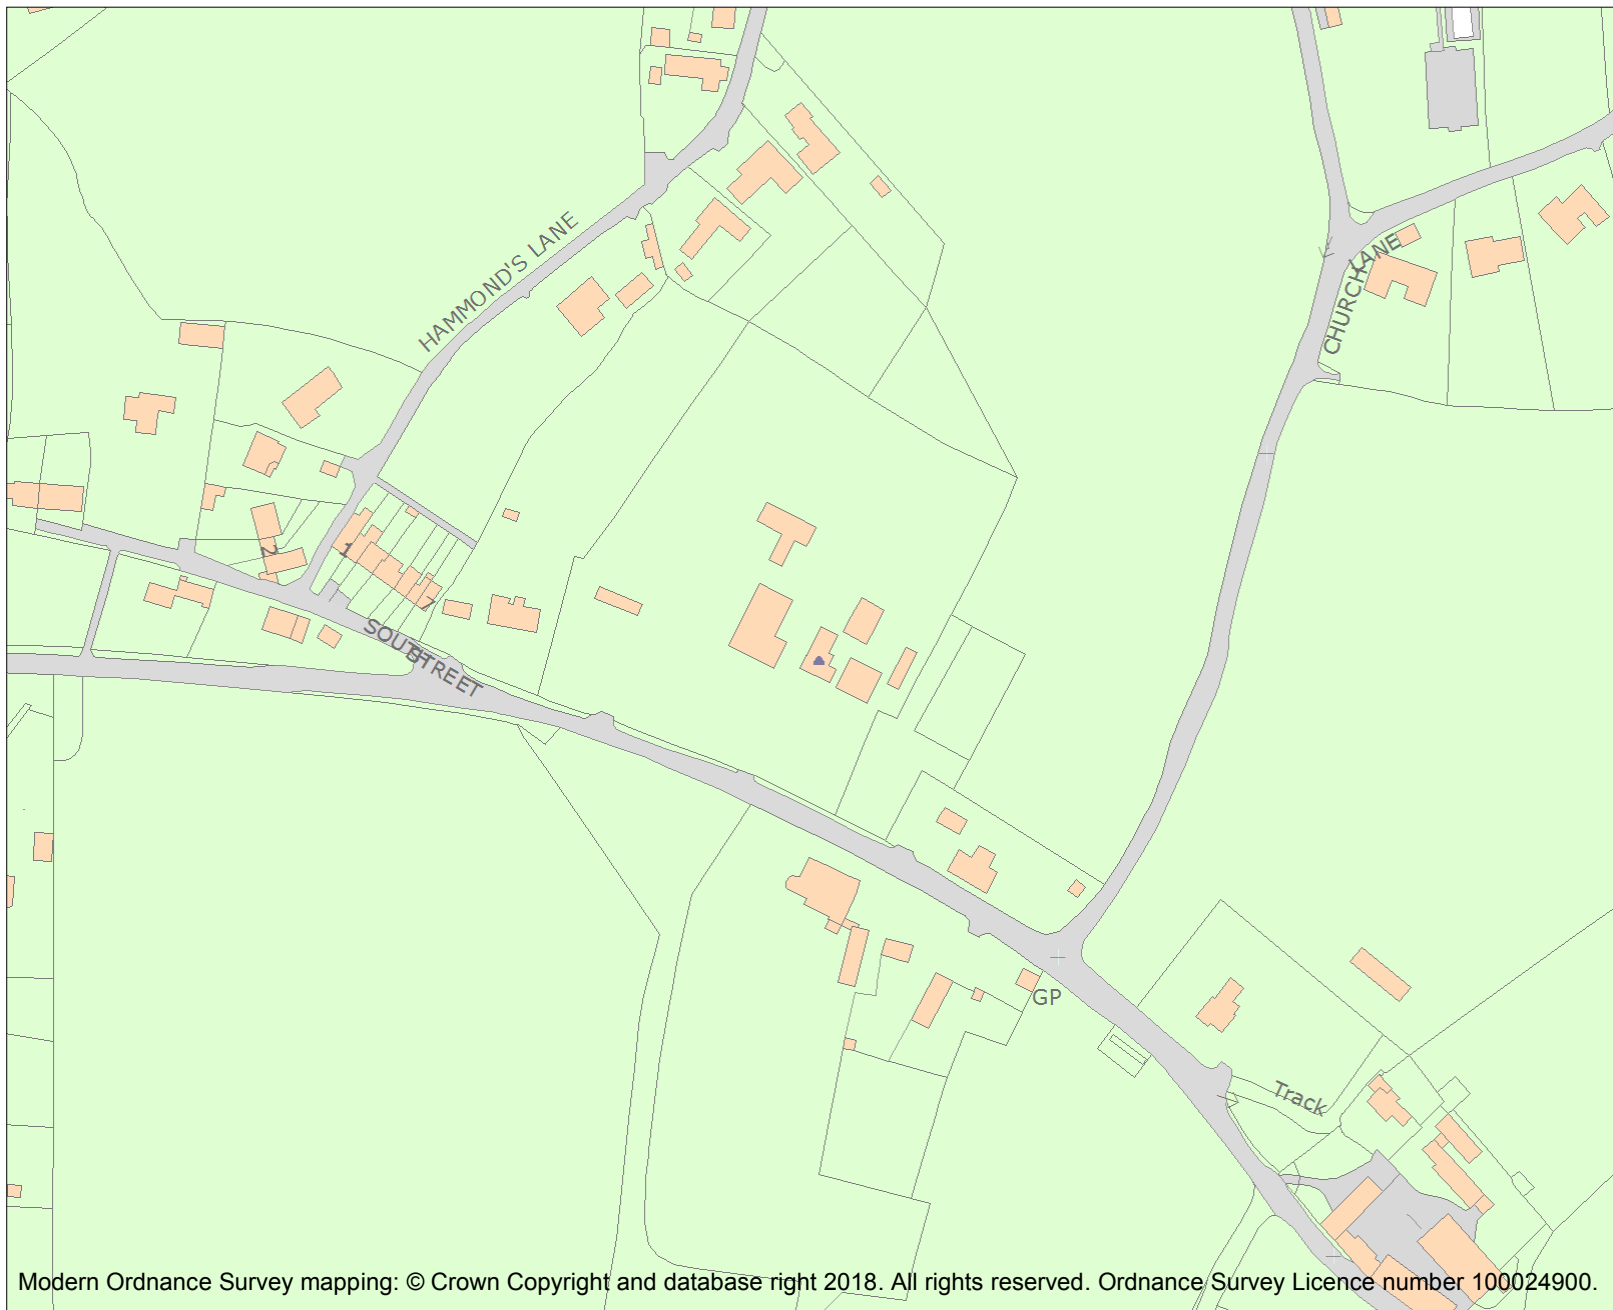 HAMMOND'S LANE
CHURCH LANE
2
1
7
SOUTH
STREET
GP
Track
Modern Ordnance Survey mapping: © Crown Copyright and database right 2018. All rights reserved. Ordnance Survey Licence number 100024900.